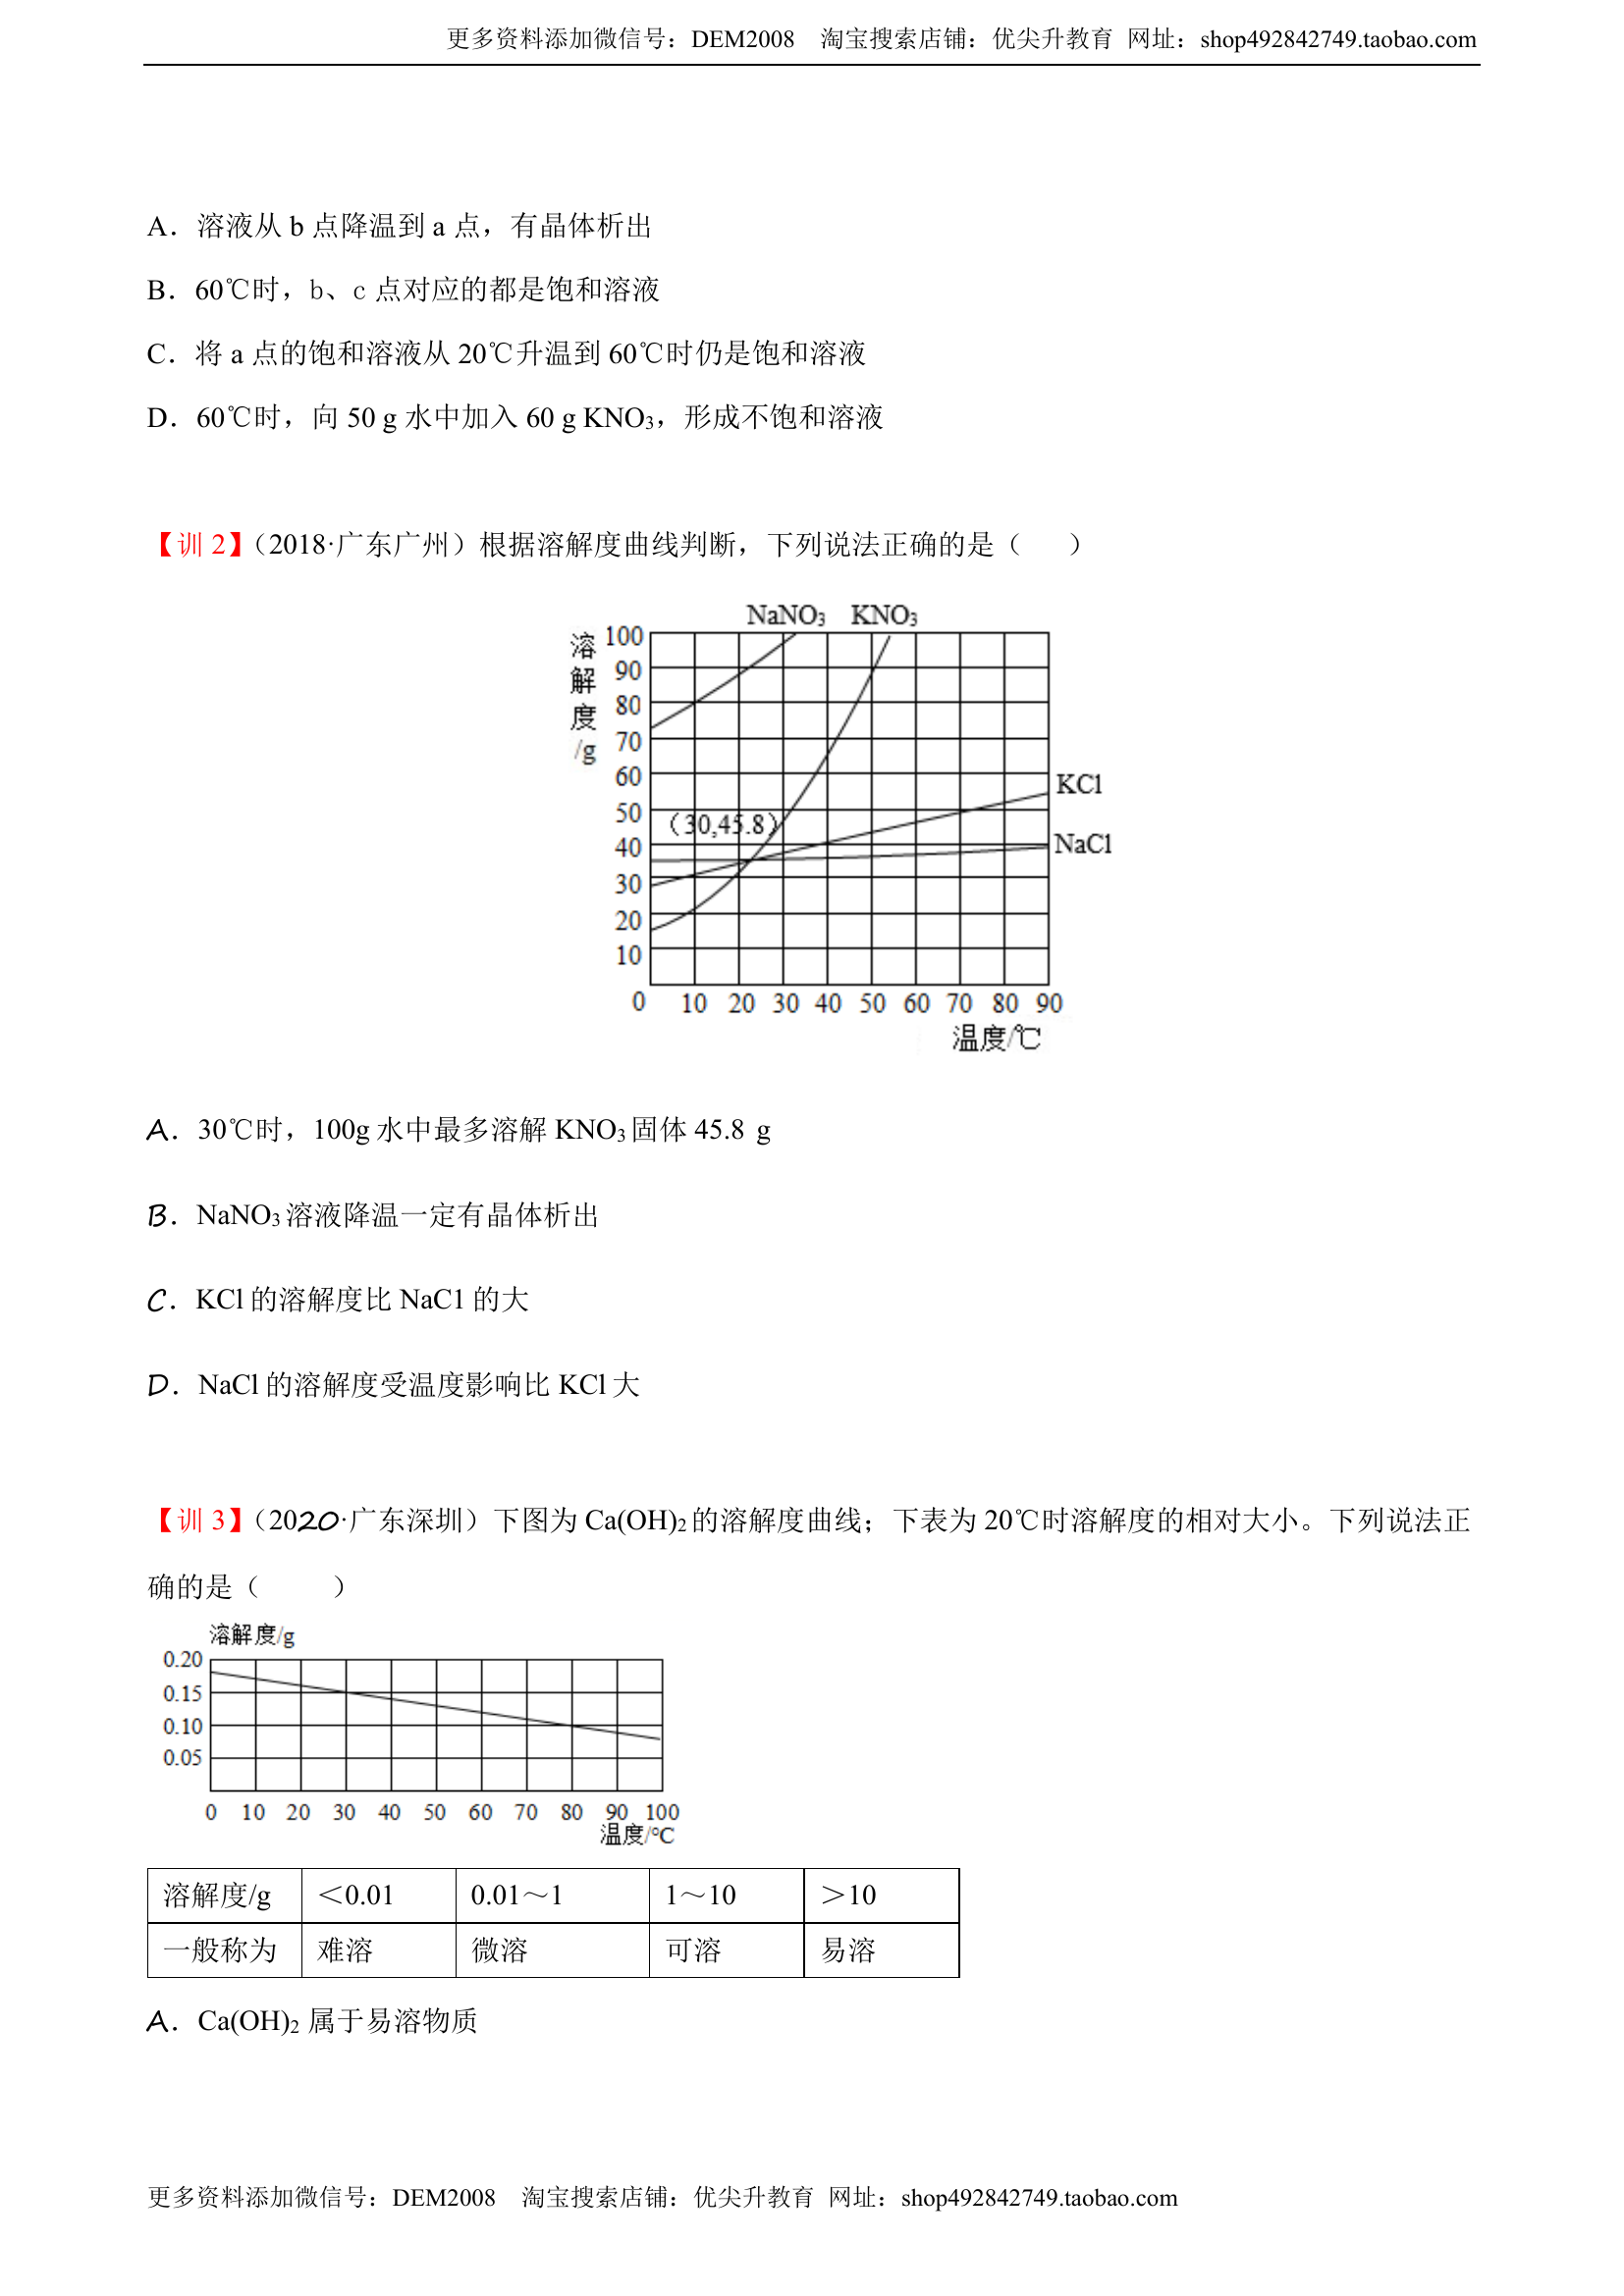 更多资料添加微信号：DEM2008 淘宝搜索店铺：优尖升教育 网址：shop492842749.taobao.com
A．溶液从 b 点降温到 a 点，有晶体析出
B．60℃时，b、c 点对应的都是饱和溶液
C．将 a 点的饱和溶液从 20℃升温到 60℃时仍是饱和溶液
D．60℃时，向 50 g 水中加入 60 g KNO₃，形成不饱和溶液
【训 2】（2018·广东广州）根据溶解度曲线判断，下列说法正确的是（ ）
NaNO₃ KNO₃
溶解度/g
100
90
80
70
60
50
40
30
20
10
0
（30,45.8）
KCl
NaCl
10 20 30 40 50 60 70 80 90
温度/℃
A．30℃时，100g 水中最多溶解 KNO₃ 固体 45.8 g
B．NaNO₃ 溶液降温一定有晶体析出
C．KCl 的溶解度比 NaC1 的大
D．NaCl 的溶解度受温度影响比 KCl 大
【训 3】（2020·广东深圳）下图为 Ca(OH)₂ 的溶解度曲线；下表为 20℃时溶解度的相对大小。下列说法正
确的是（ ）
溶解度/g
0.20
0.15
0.10
0.05
0 10 20 30 40 50 60 70 80 90 100
温度/℃
溶解度/g ＜0.01 0.01～1 1～10 ＞10
一般称为 难溶 微溶 可溶 易溶
A．Ca(OH)₂ 属于易溶物质
更多资料添加微信号：DEM2008 淘宝搜索店铺：优尖升教育 网址：shop492842749.taobao.com